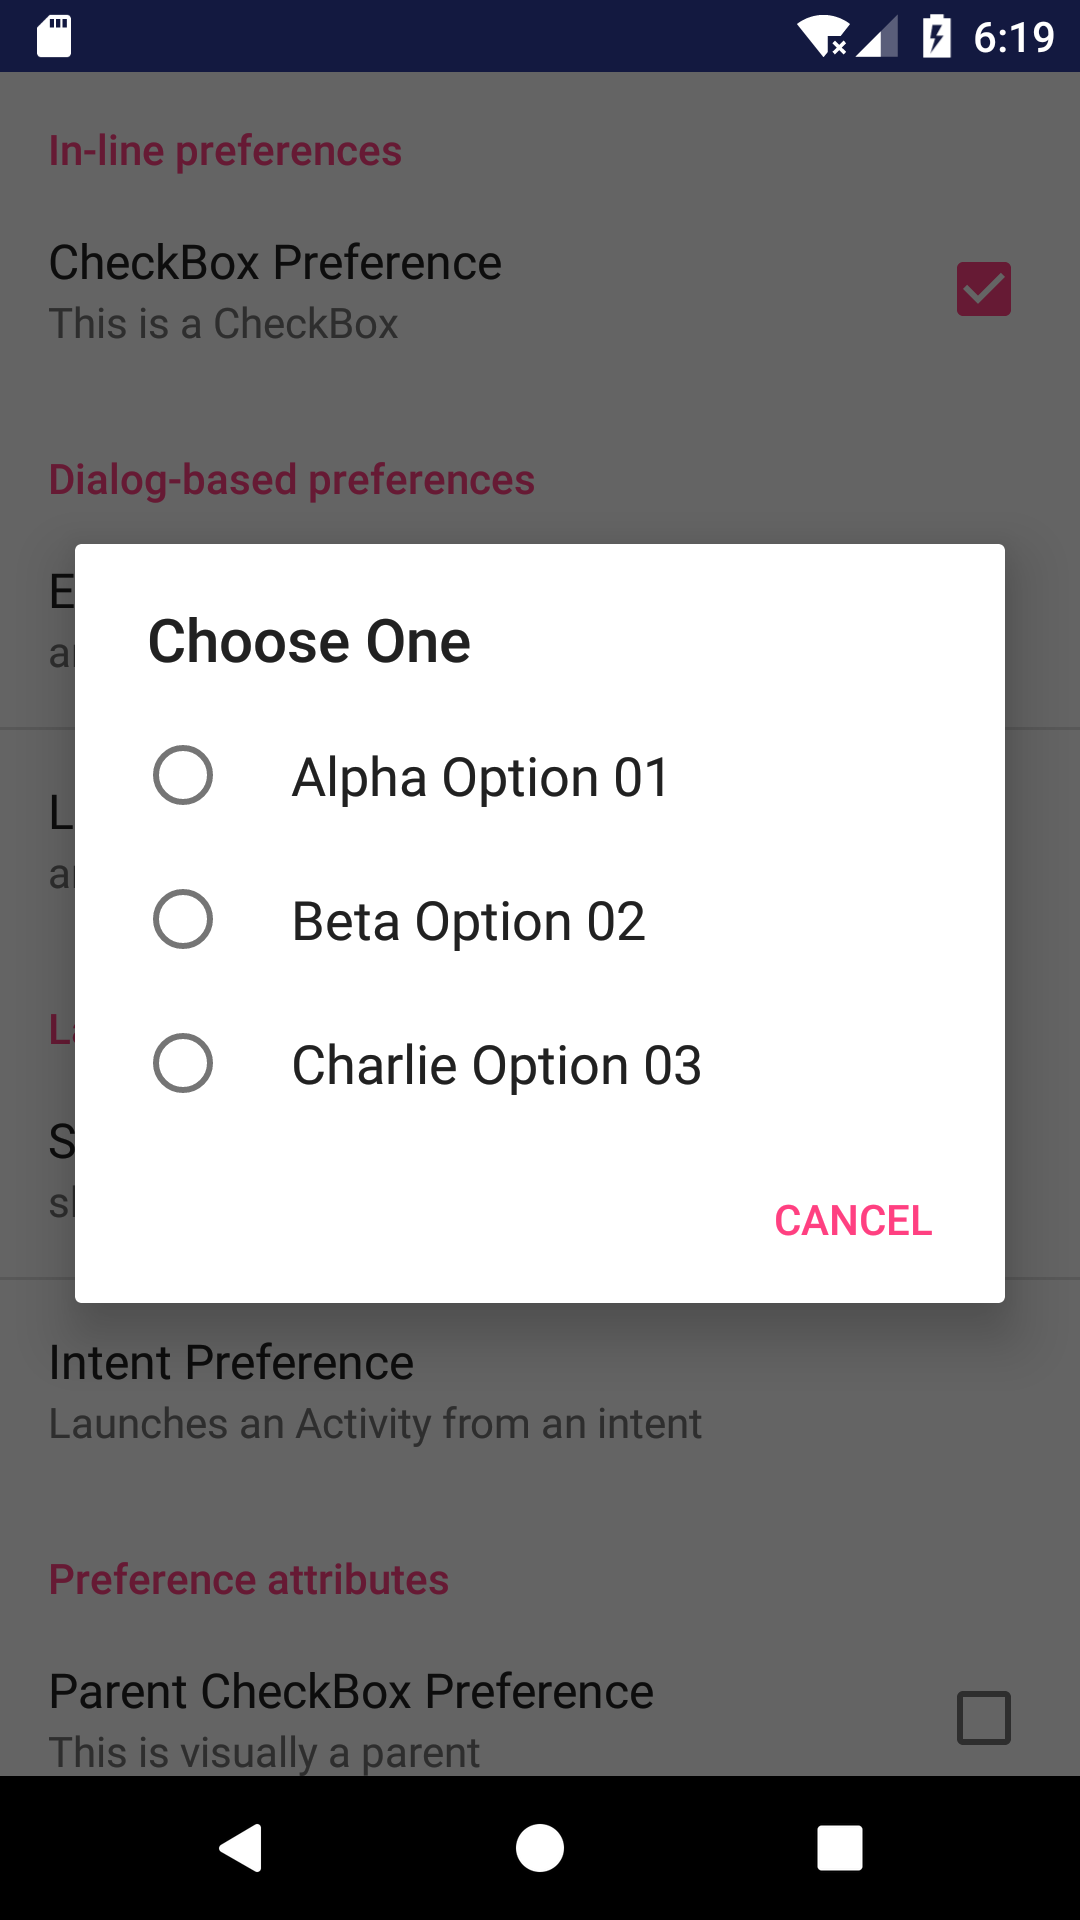 6:19
In-line preferences
CheckBox Preference
This is a CheckBox
Dialog-based preferences
Choose One
Alpha Option 01
Beta Option 02
Charlie Option 03
CANCEL
Intent Preference
Launches an Activity from an intent
Preference attributes
Parent CheckBox Preference
This is visually a parent